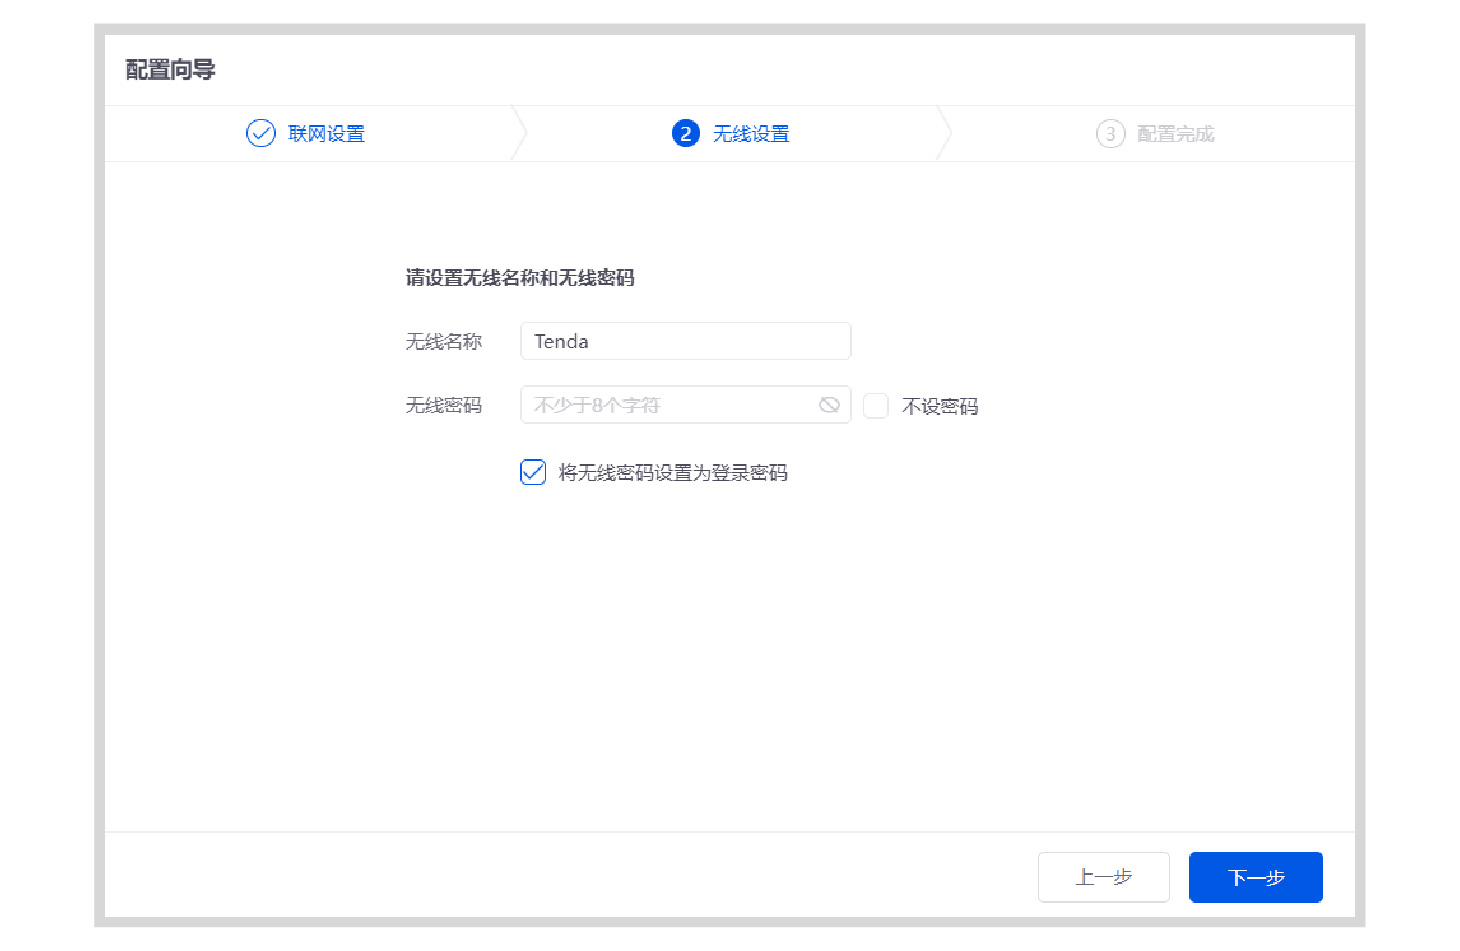 配置向导
联网设置
2 无线设置
3 配置完成
请设置无线名称和无线密码
无线名称 Tenda
无线密码 不少于8个字符 不设密码
将无线密码设置为登录密码
上一步 下一步